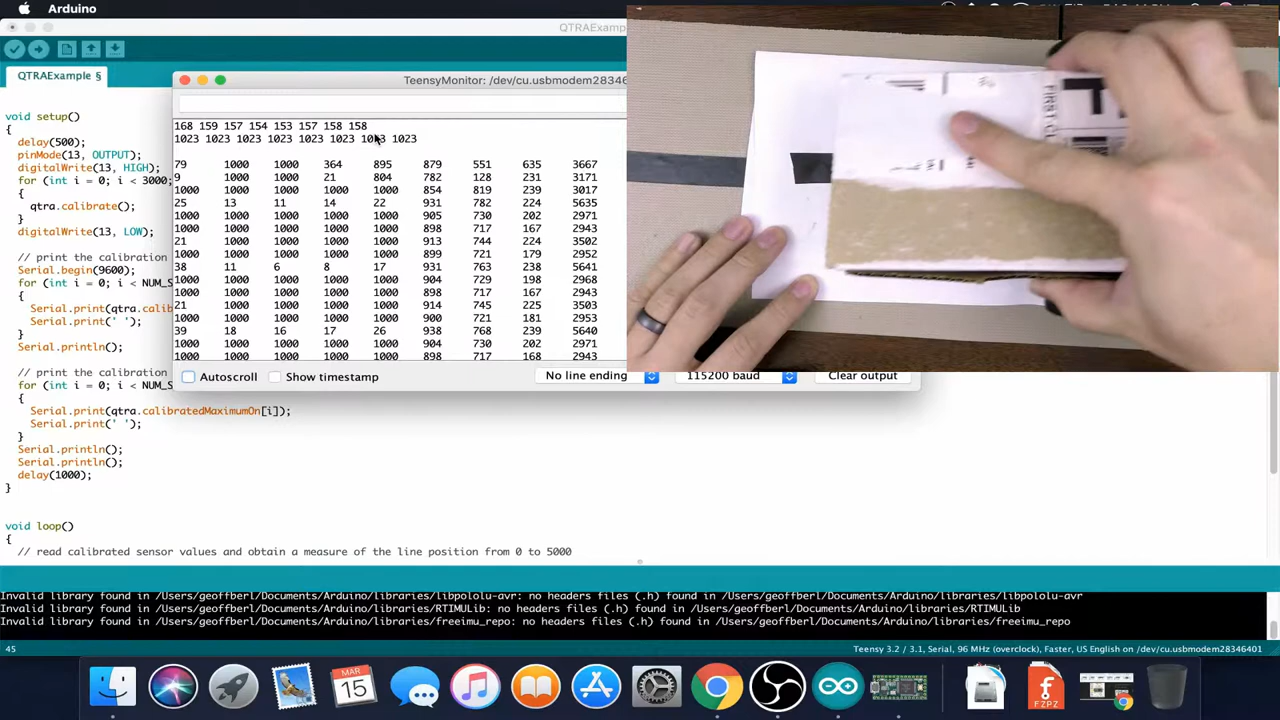 Arduino
QTRAExample
QTRAExample §
TeensyMonitor: /dev/cu.usbmodem28346
void setup()
{
delay(500);
pinMode(13, OUTPUT);
digitalWrite(13, HIGH);
for (int i = 0; i < 3000;
qtra.calibrate();
}
digitalWrite(13, LOW);
// print the calibration
Serial.begin(9600);
for (int i = 0; i < NUM_S
{
Serial.print(qtra.calib
Serial.print(' ');
}
Serial.println();
// print the calibration
for (int i = 0; i < NUM_S
{
Serial.print(qtra.calibratedMaximumOn[i]);
Serial.print(' ');
}
Serial.println();
Serial.println();
delay(1000);
}
void loop()
{
// read calibrated sensor values and obtain a measure of the line position from 0 to 5000
168 159 157 154 153 157 158 158
1023 1023 1023 1023 1023 1023 1023 1023
79 1000 1000 364 895 879 551 635 3667
9 1000 1000 21 804 782 128 231 3171
1000 1000 1000 1000 1000 854 819 239 3017
25 13 11 14 22 931 782 224 5635
1000 1000 1000 1000 1000 905 730 202 2971
1000 1000 1000 1000 1000 898 717 167 2943
21 1000 1000 1000 1000 913 744 224 3502
1000 1000 1000 1000 1000 899 721 179 2952
38 11 6 8 17 931 763 238 5641
1000 1000 1000 1000 1000 904 729 198 2968
1000 1000 1000 1000 1000 898 717 167 2943
21 1000 1000 1000 1000 914 745 225 3503
1000 1000 1000 1000 1000 900 721 181 2953
39 18 16 17 26 938 768 239 5640
1000 1000 1000 1000 1000 904 730 202 2971
1000 1000 1000 1000 1000 898 717 168 2943
Autoscroll
Show timestamp
No line ending
115200 baud
Clear output
FIRST-CL
Invalid library found in /Users/geoffberl/Documents/Arduino/libraries/libpololu-avr: no headers files (.h) found in /Users/geoffberl/Documents/Arduino/libraries/libpololu-avr
Invalid library found in /Users/geoffberl/Documents/Arduino/libraries/RTIMULib: no headers files (.h) found in /Users/geoffberl/Documents/Arduino/libraries/RTIMULib
Invalid library found in /Users/geoffberl/Documents/Arduino/libraries/freeimu_repo: no headers files (.h) found in /Users/geoffberl/Documents/Arduino/libraries/freeimu_repo
45
Teensy 3.2 / 3.1, Serial, 96 MHz (overclock), Faster, US English on /dev/cu.usbmodem28346401
MAR
15
FZPZ